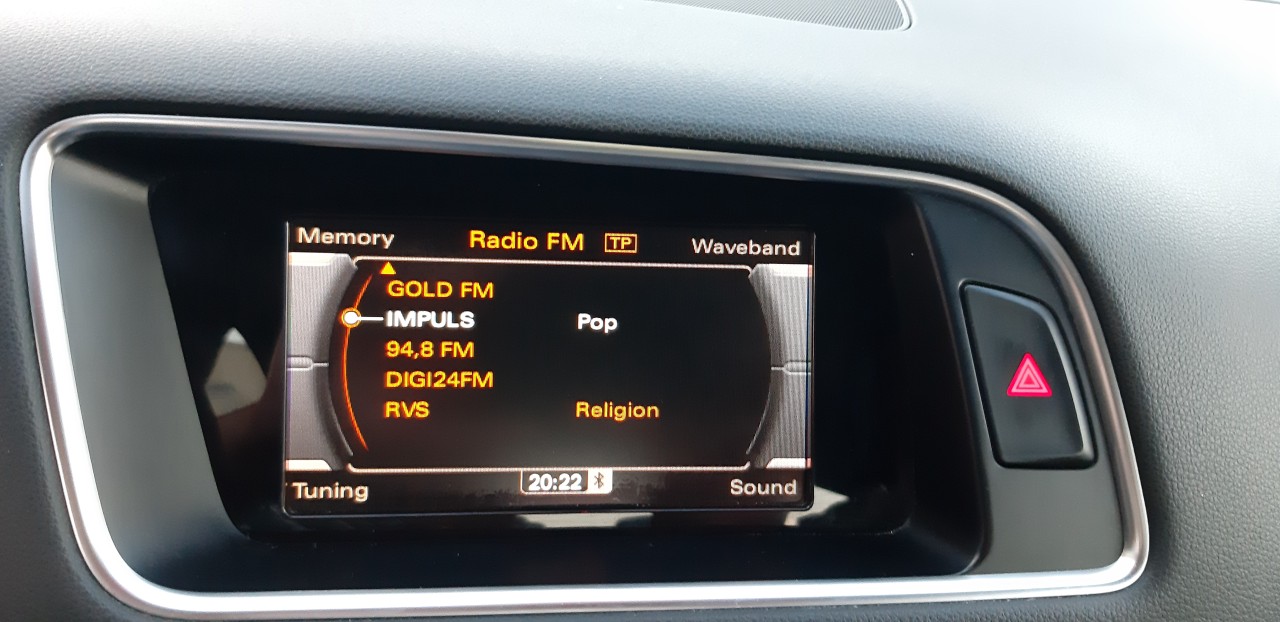 Memory Radio FM TP Waveband
GOLD FM
IMPULS Pop
94,8 FM
DIGI24FM
RVS Religion
Tuning 20:22 Sound